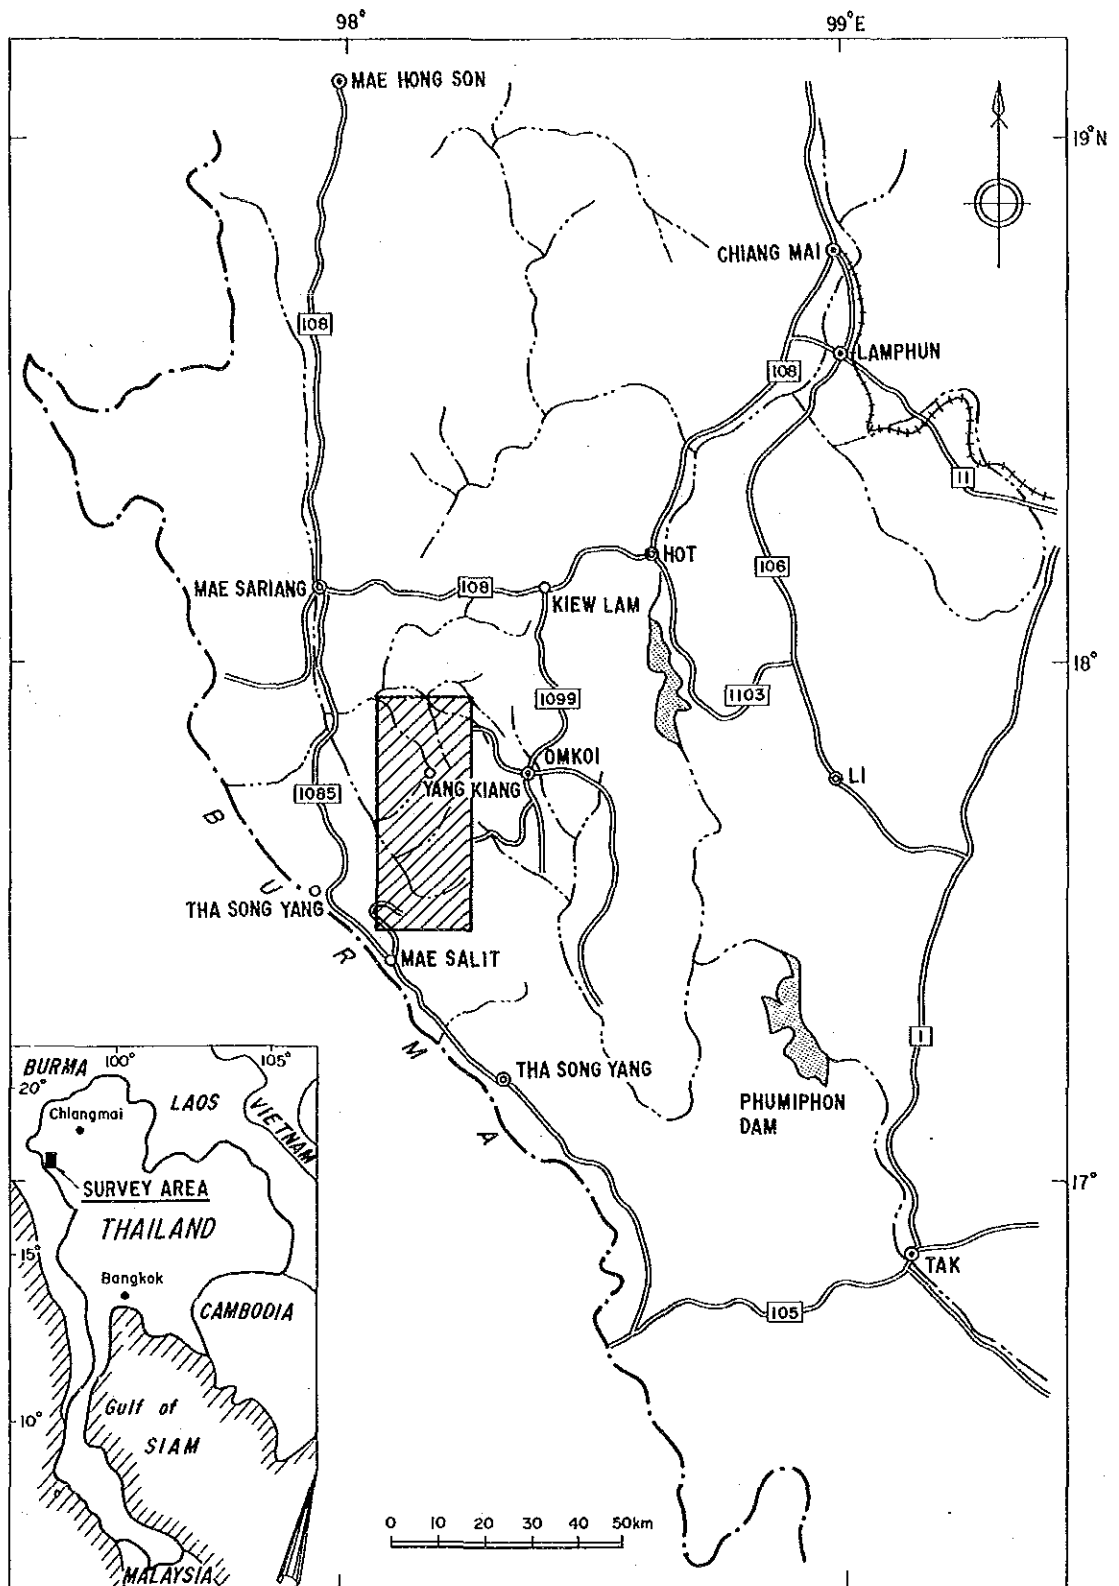 98°
99°E
MAE HONG SON
19°N
CHIANG MAI
108
LAMPHUN
108
11
HOT
106
MAE SARIANG
108
KIEW LAM
18°
1099
1103
OMKOI
LI
YANG KIANG
1085
BURMA
THA SONG YANG
MAE SALIT
1
THA SONG YANG
PHUMIPHON
DAM
17°
TAK
105
0 10 20 30 40 50km
BURMA
100°
105°
20°
LAOS
VIETNAM
Chiangmai
SURVEY AREA
THAILAND
15°
Bangkok
CAMBODIA
10°
Gulf of
SIAM
MALAYSIA